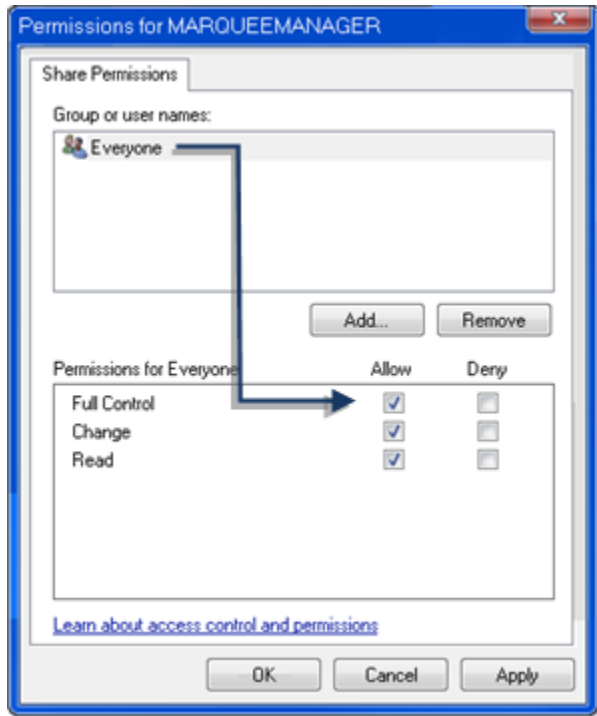 Permissions for MARQUEEMANAGER
Share Permissions
Group or user names:
Everyone
Add... Remove
Permissions for Everyone Allow Deny
Full Control
Change
Read
Learn about access control and permissions
OK Cancel Apply